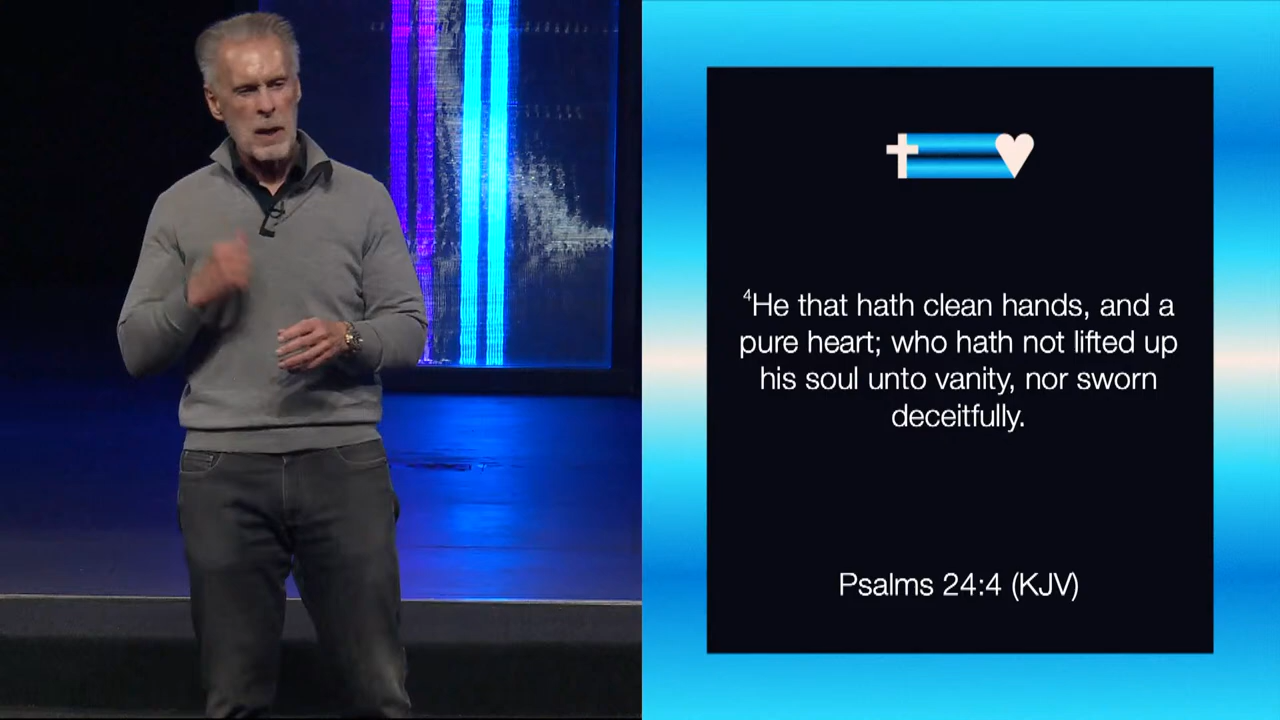 ⁴He that hath clean hands, and a
pure heart; who hath not lifted up
his soul unto vanity, nor sworn
deceitfully.
Psalms 24:4 (KJV)